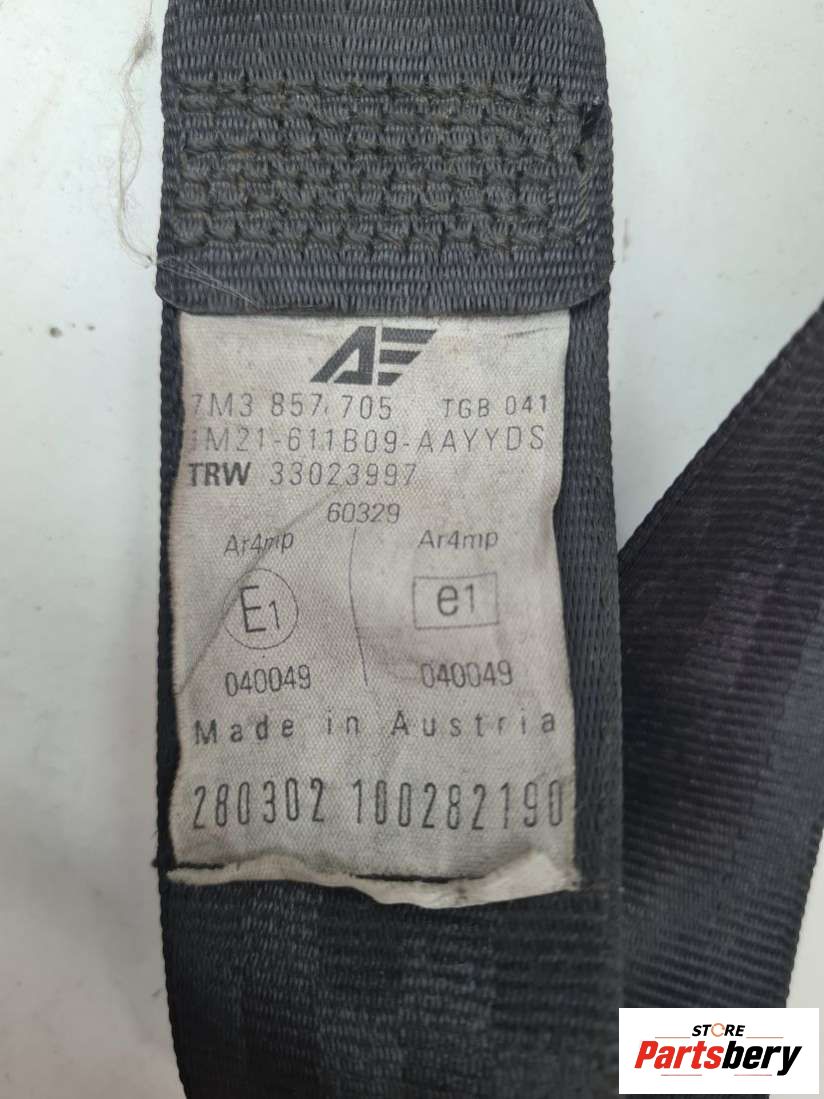 AE
7M3 857 705 TGB 041
1M21-611B09-AAYYDS
TRW 33023997
60329
Ar4mp Ar4mp
E1 e1
040049 040049
Made in Austria
280302 100282190
STORE
Partsbery